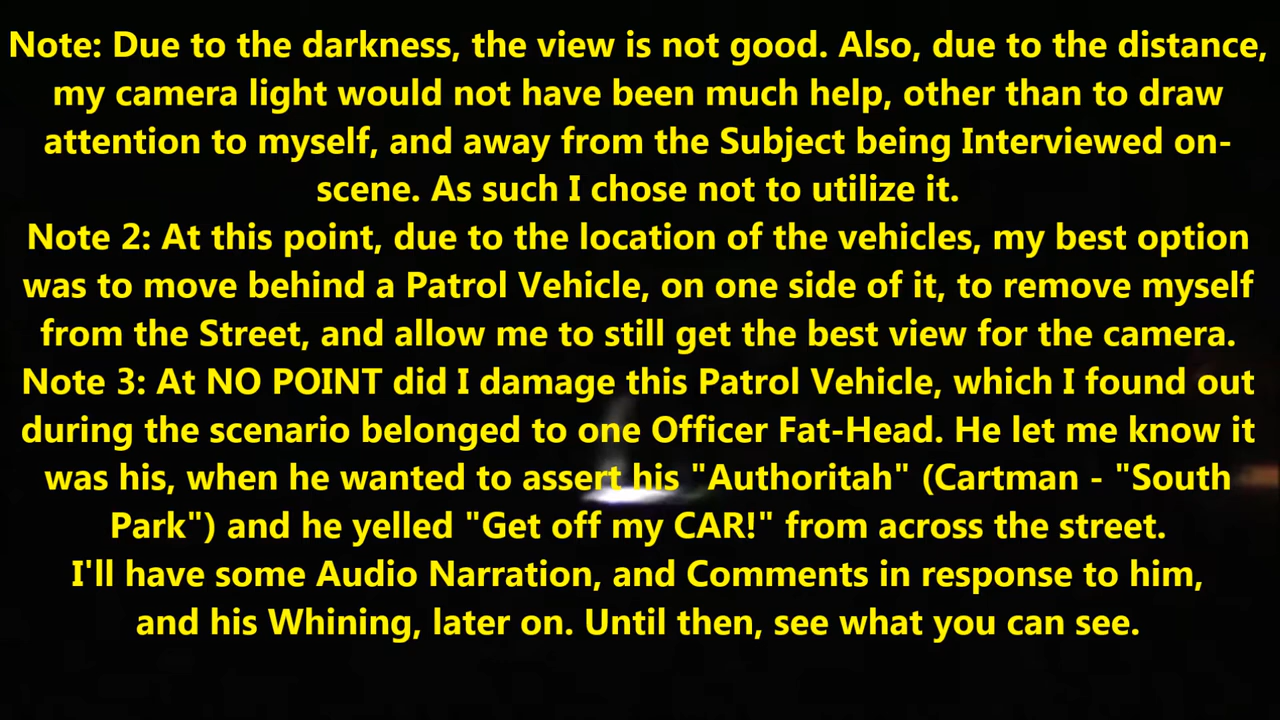 Note: Due to the darkness, the view is not good. Also, due to the distance,
my camera light would not have been much help, other than to draw
attention to myself, and away from the Subject being Interviewed on-
scene. As such I chose not to utilize it.
Note 2: At this point, due to the location of the vehicles, my best option
was to move behind a Patrol Vehicle, on one side of it, to remove myself
from the Street, and allow me to still get the best view for the camera.
Note 3: At NO POINT did I damage this Patrol Vehicle, which I found out
during the scenario belonged to one Officer Fat-Head. He let me know it
was his, when he wanted to assert his "Authoritah" (Cartman - "South
Park") and he yelled "Get off my CAR!" from across the street.
I'll have some Audio Narration, and Comments in response to him,
and his Whining, later on. Until then, see what you can see.